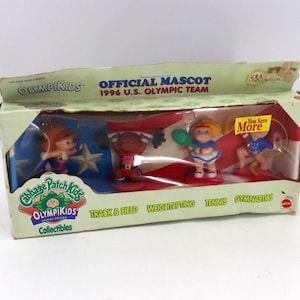 OLYMPIKIDS
OFFICIAL MASCOT
1996 U.S. OLYMPIC TEAM
You Save
More
Cabbage Patch Kids
OLYMPIKIDS
Collectibles
TRACK & FIELD
WEIGHTLIFTING
TENNIS
GYMNASTICS